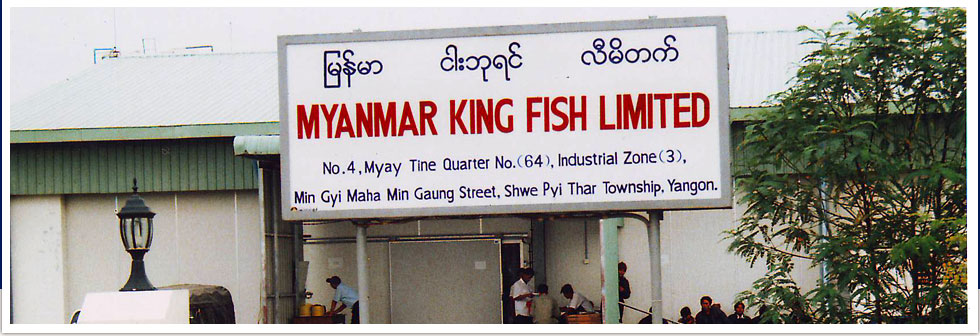 မြန်မာ ငါးဘုရင် လီမိတက်
MYANMAR KING FISH LIMITED
No.4, Myay Tine Quarter No.(64), Industrial Zone(3),
Min Gyi Maha Min Gaung Street, Shwe Pyi Thar Township, Yangon.